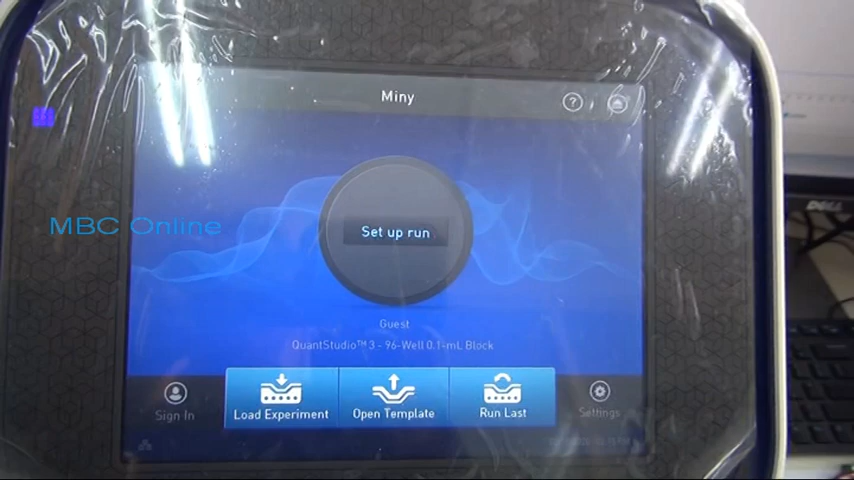 Miny
?
MBC Online
DELL
Set up run
Guest
QuantStudio™ 3 - 96-Well 0.1-mL Block
Sign In
Load Experiment
Open Template
Run Last
Settings